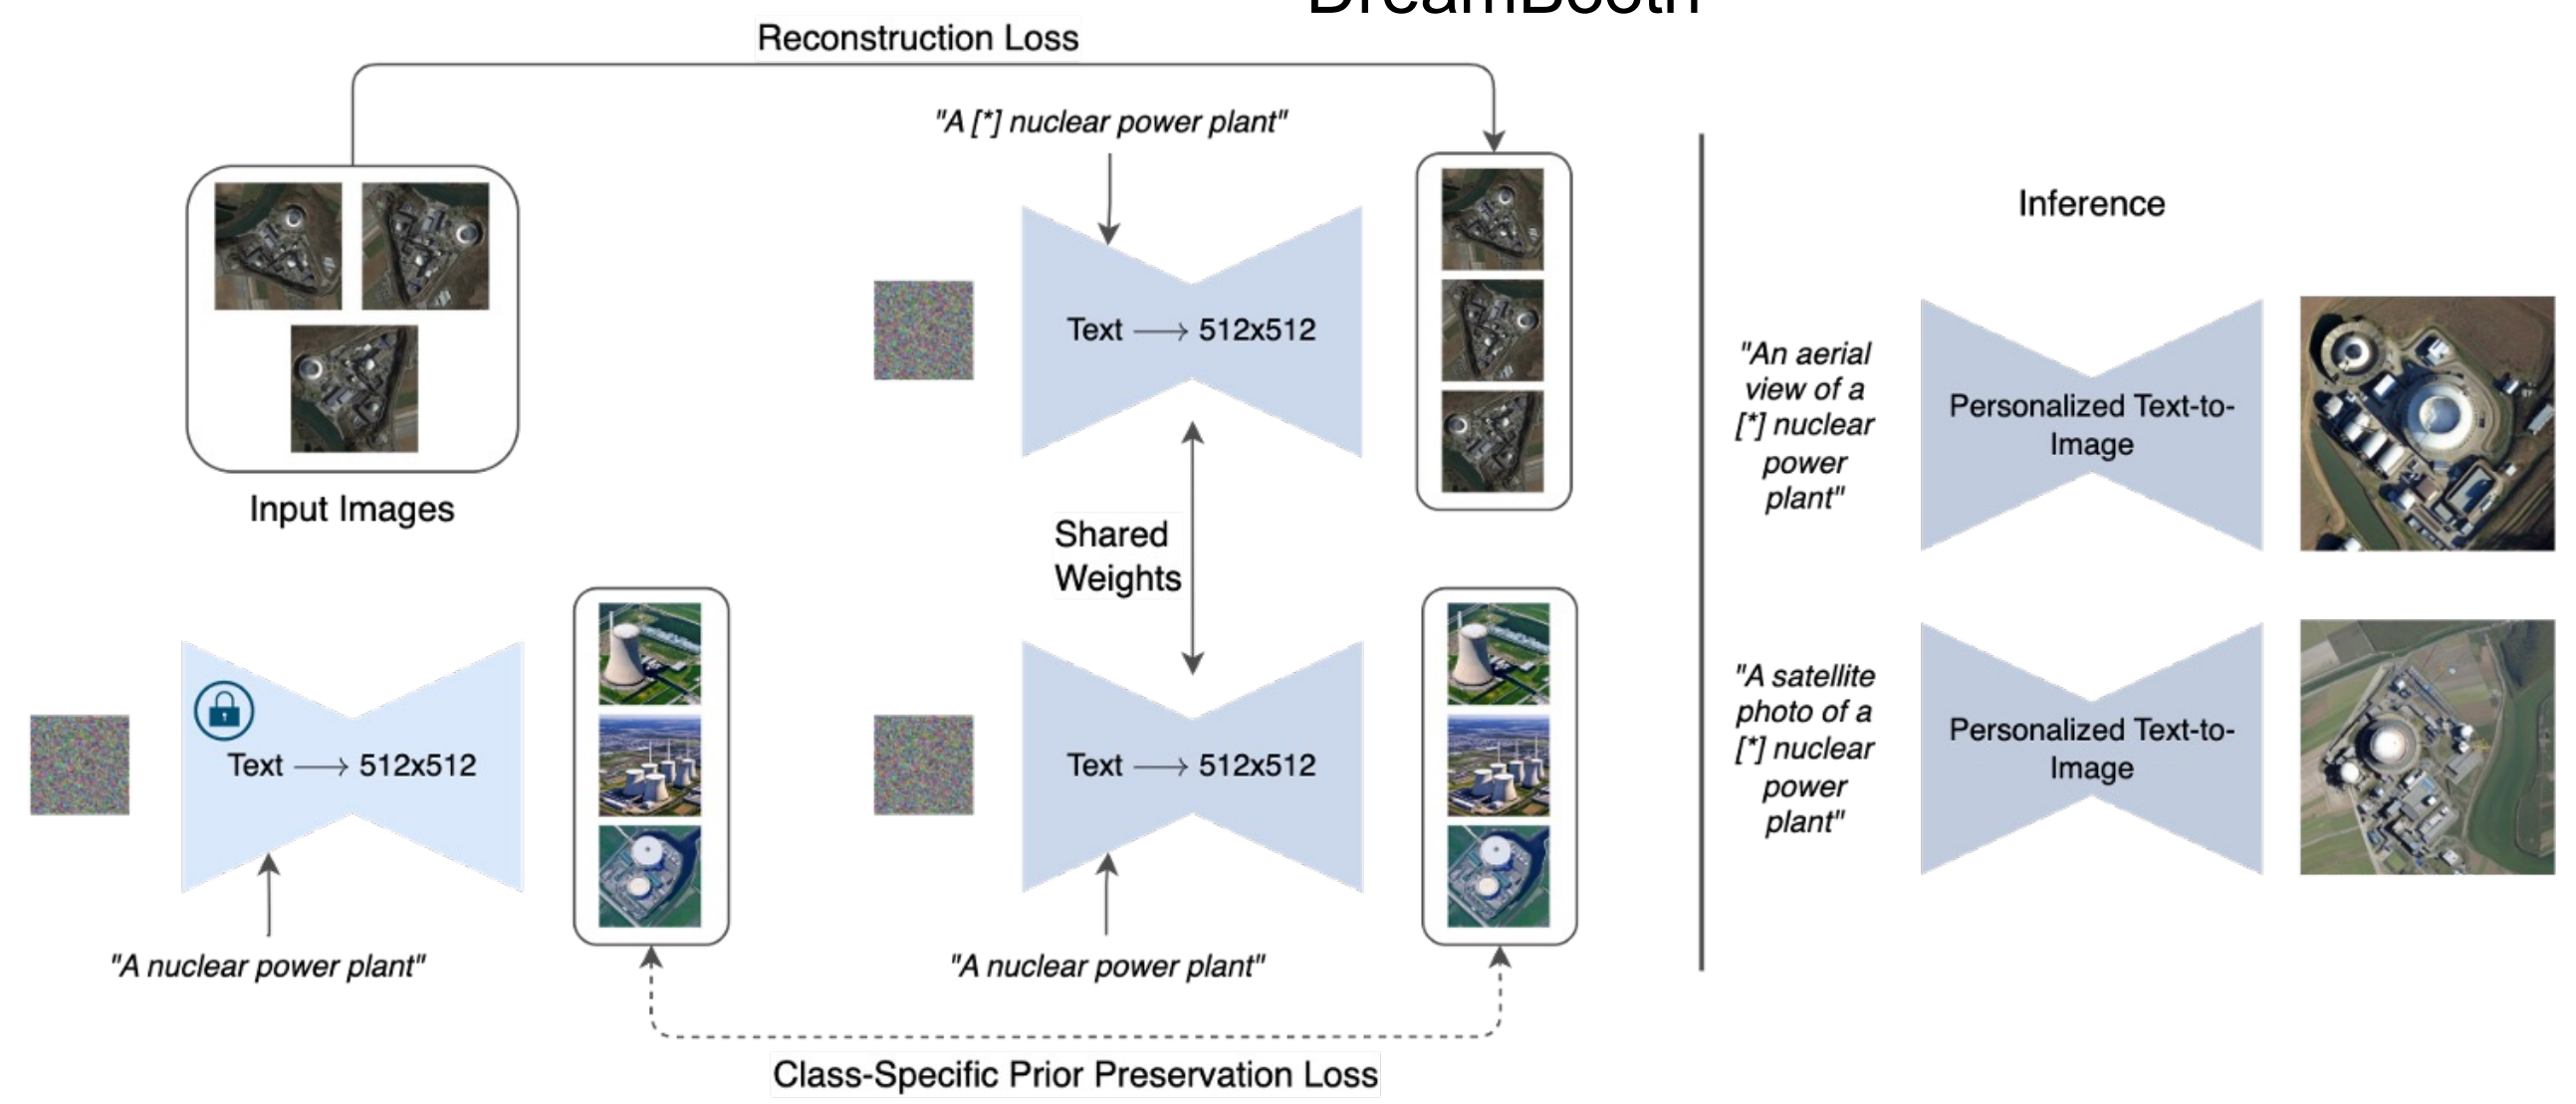 DreamBooth
Reconstruction Loss
"A [*] nuclear power plant"
Input Images
Text ⟶ 512x512
Shared
Weights
Text ⟶ 512x512
"A nuclear power plant"
Text ⟶ 512x512
"A nuclear power plant"
Class-Specific Prior Preservation Loss
Inference
"An aerial
view of a
[*] nuclear
power
plant"
Personalized Text-to-
Image
"A satellite
photo of a
[*] nuclear
power
plant"
Personalized Text-to-
Image